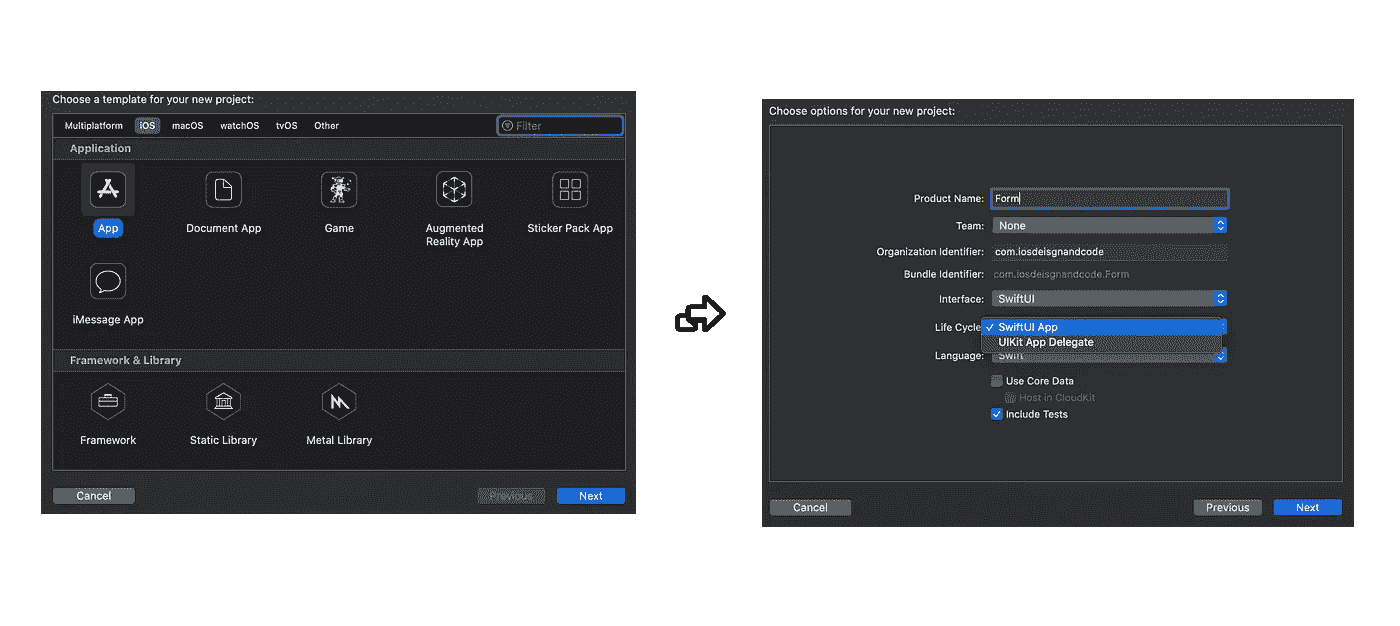 Choose a template for your new project:
Multiplatform iOS macOS watchOS tvOS Other Filter
Application
App Document App Game Augmented Reality App Sticker Pack App
iMessage App
Framework & Library
Framework Static Library Metal Library
Cancel Previous Next
Choose options for your new project:
Product Name: Form
Team: None
Organization Identifier: com.iosdeisgnandcode
Bundle Identifier: com.iosdeisgnandcode.Form
Interface: SwiftUI
Life Cycle SwiftUI App
UIKit App Delegate
Language: Swift
Use Core Data
Host in CloudKit
Include Tests
Cancel Previous Next